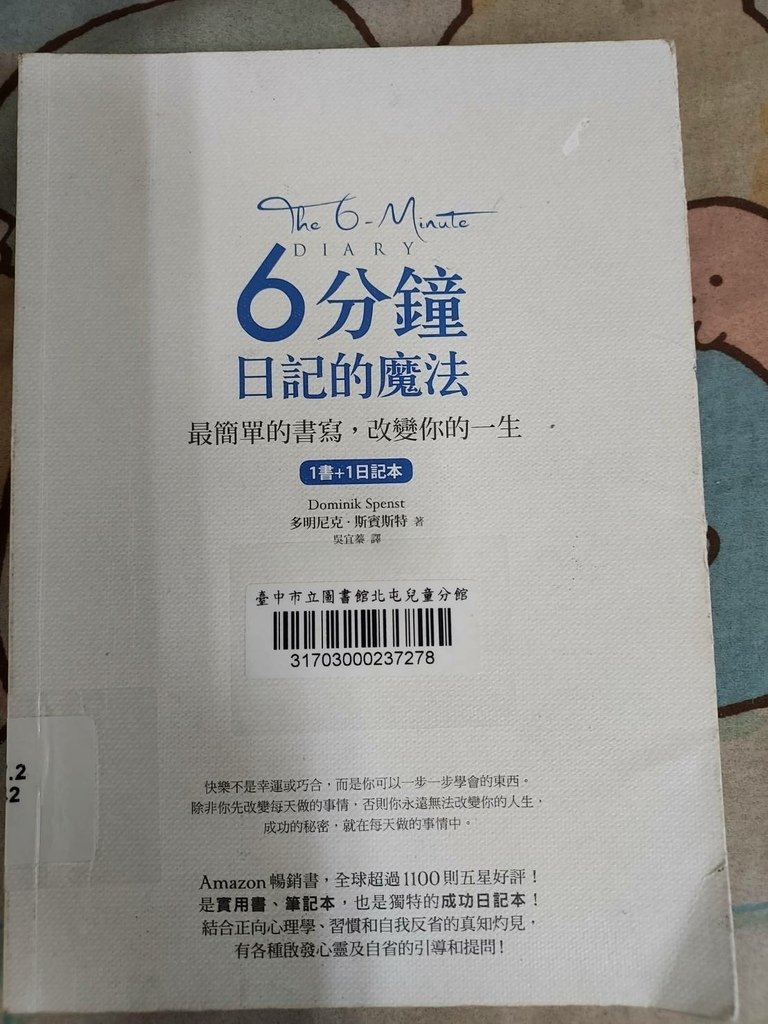 The 6-Minute
DIARY
6分鐘
日記的魔法
最簡單的書寫，改變你的一生
1書+1日記本
Dominik Spenst
多明尼克·斯賓斯特 著
吳宜蓁 譯
臺中市立圖書館北屯兒童分館
31703000237278
.2
2
快樂不是幸運或巧合，而是你可以一步一步學會的東西。
除非你先改變每天做的事情，否則你永遠無法改變你的人生，
成功的秘密，就在每天做的事情中。
Amazon暢銷書，全球超過1100則五星好評！
是實用書、筆記本，也是獨特的成功日記本！
結合正向心理學、習慣和自我反省的真知灼見，
有各種啟發心靈及自省的引導和提問！